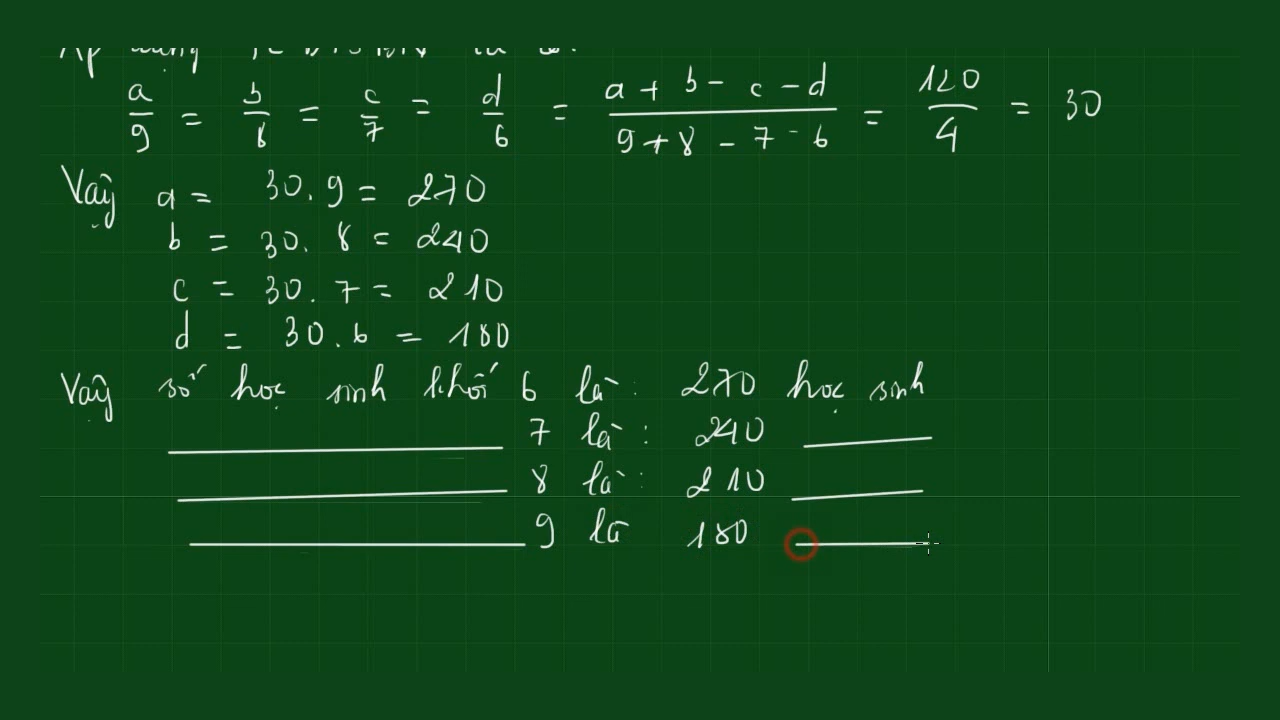 a/9 = b/8 = c/7 = d/6 = (a + b - c - d)/(9 + 8 - 7 - 6) = 120/4 = 30
Vậy a = 30.9 = 270
b = 30.8 = 240
c = 30.7 = 210
d = 30.6 = 180
Vậy số học sinh khối 6 là: 270 học sinh
7 là: 240
8 là: 210
9 là 180